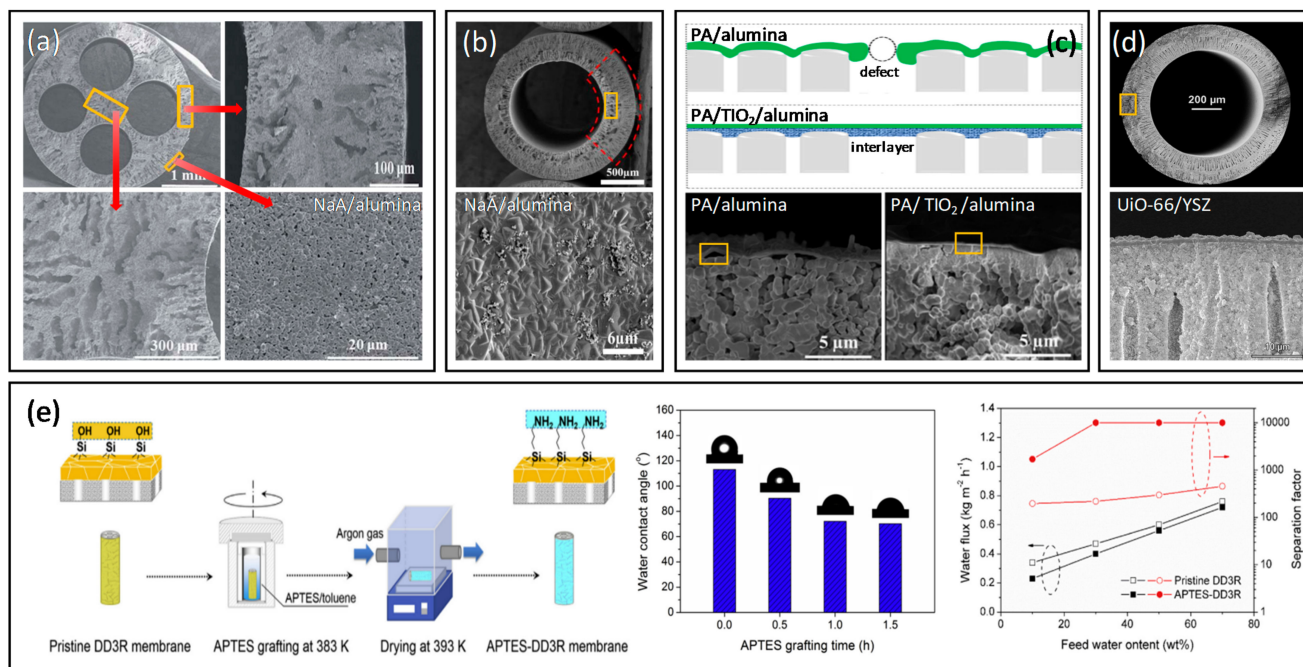 (a)
1 mm
100 µm
300 µm
NaA/alumina
20 µm
(b)
500µm
NaA/alumina
6µm
PA/alumina
(c)
defect
PA/TIO₂/alumina
interlayer
PA/alumina
5 µm
PA/ TIO₂ /alumina
5 µm
(d)
200 µm
UiO-66/YSZ
10 µm
(e)
OH OH OH
Si
NH₂ NH₂ NH₂
Si Si Si
Argon gas
APTES/toluene
Pristine DD3R membrane
APTES grafting at 383 K
Drying at 393 K
APTES-DD3R membrane
Water contact angle (°)
160
140
120
100
80
60
40
20
0
0.0 0.5 1.0 1.5
APTES grafting time (h)
Water flux (kg m⁻² h⁻¹)
1.4
1.2
1.0
0.8
0.6
0.4
0.2
0.0
0 20 40 60 80
Feed water ontent (wt%)
10000
1000
100
10
1
Separation factor
Pristine DD3R
APTES-DD3R